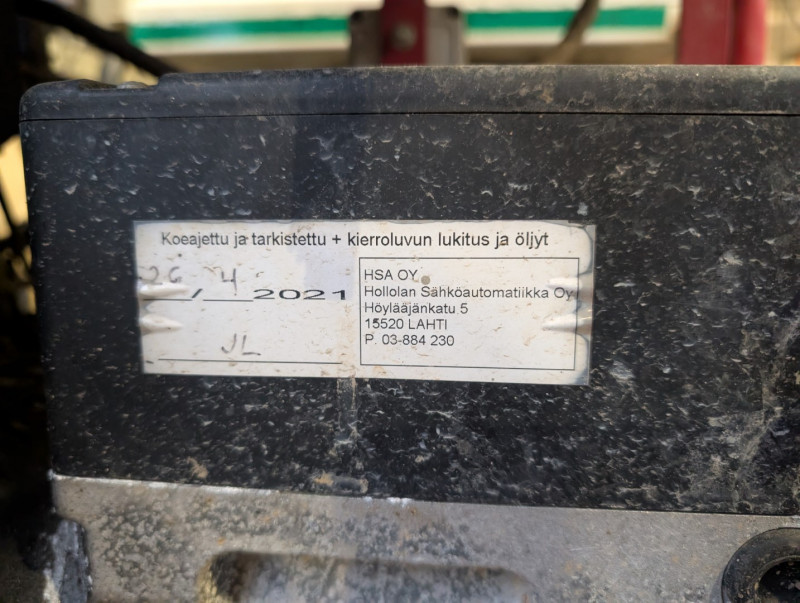 Koeajettu ja tarkistettu + kierroluvun lukitus ja öljyt
26 4
/ 2021
JL
HSA OY
Hollolan Sähköautomatiikka Oy
Höylääjänkatu 5
15520 LAHTI
P. 03-884 230